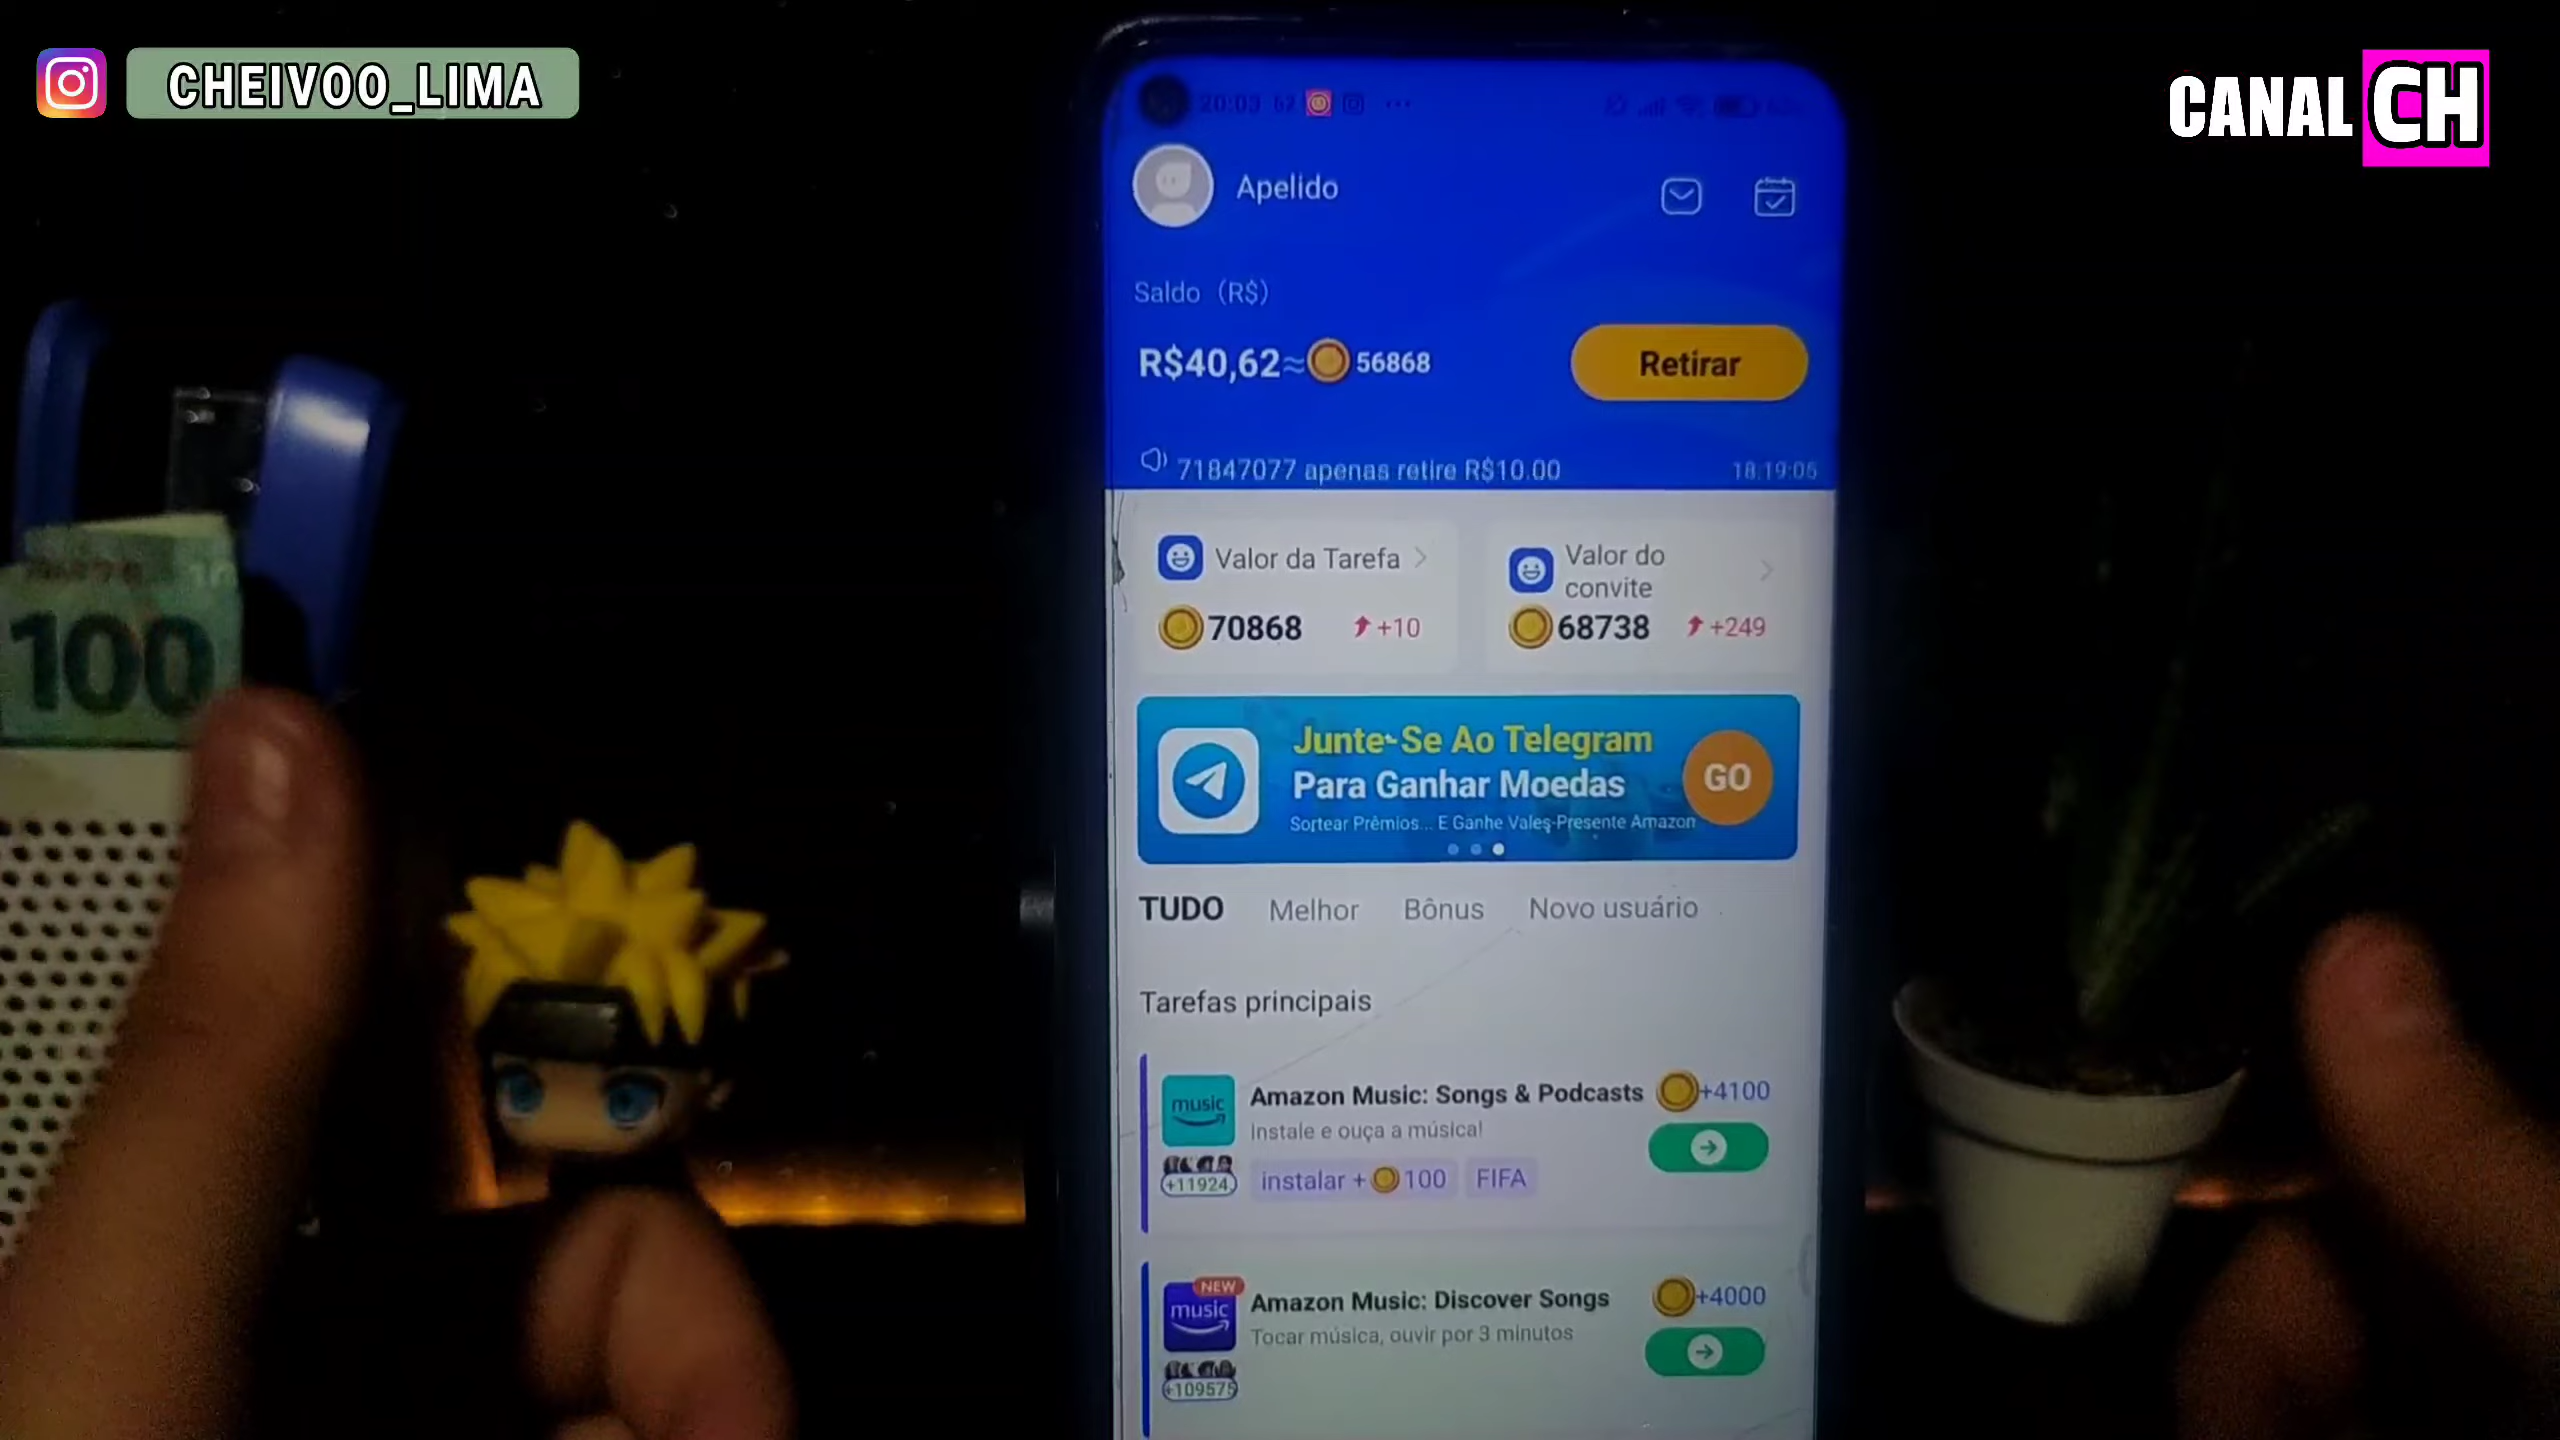 CHEIVOO_LIMA
CANAL CH
20:03
Apelido
Saldo (R$)
R$40,62≈56868
Retirar
71847077 apenas retire R$10.00
18:19:05
Valor da Tarefa
70868 +10
Valor do
convite
68738 +249
Junte-Se Ao Telegram
Para Ganhar Moedas
Sortear Prêmios... E Ganhe Vales-Presente Amazon
GO
TUDO Melhor Bônus Novo usuário
Tarefas principais
music
Amazon Music: Songs & Podcasts
+4100
Instale e ouça a música!
+11924
instalar + 100 FIFA
NEW
music
Amazon Music: Discover Songs
+4000
Tocar música, ouvir por 3 minutos
+109575
100